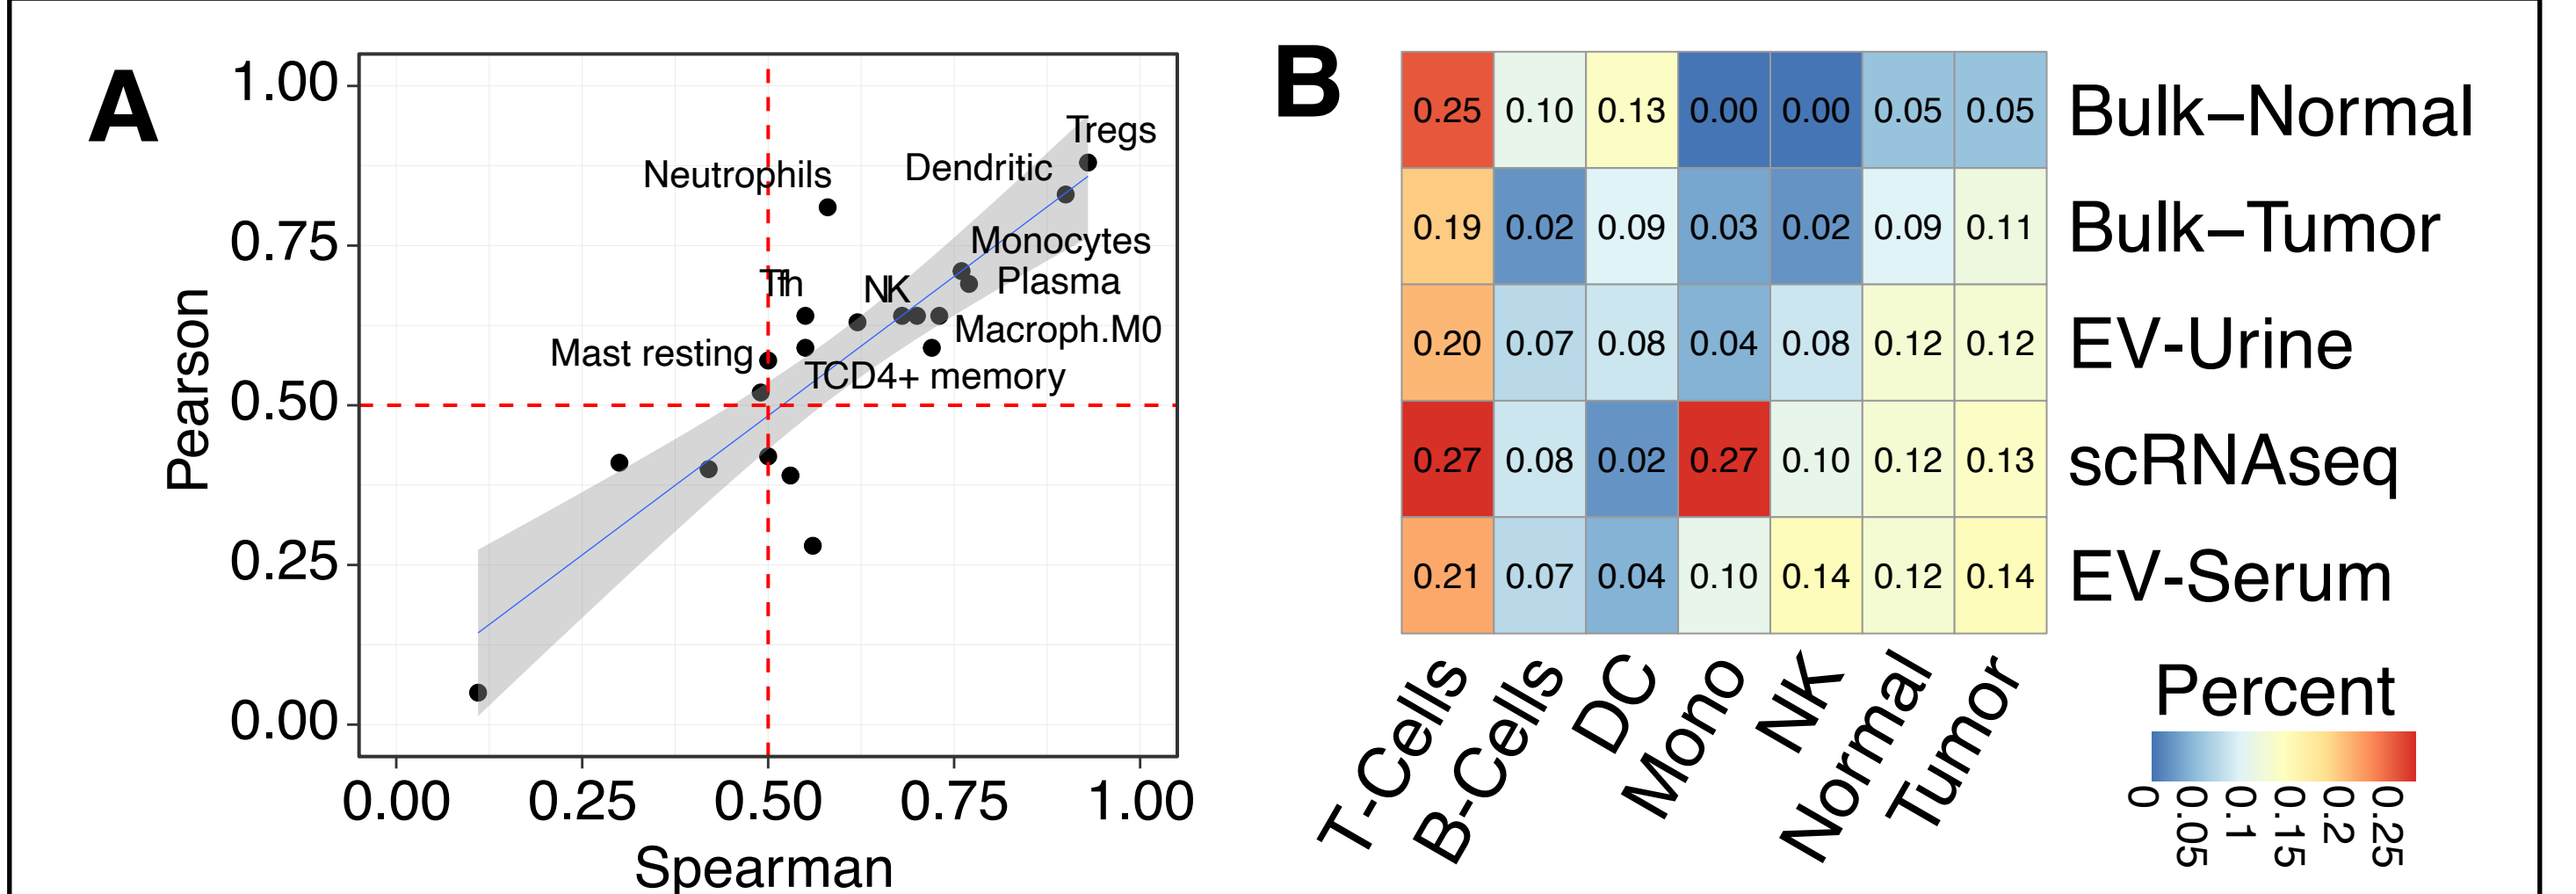 A
Pearson
1.00
0.75
0.50
0.25
0.00
Tregs
Dendritic
Neutrophils
Monocytes
Plasma
Tfh
NK
Macroph.M0
Mast resting
TCD4+ memory
0.00 0.25 0.50 0.75 1.00
Spearman
B
0.25 0.10 0.13 0.00 0.00 0.05 0.05 Bulk–Normal
0.19 0.02 0.09 0.03 0.02 0.09 0.11 Bulk–Tumor
0.20 0.07 0.08 0.04 0.08 0.12 0.12 EV-Urine
0.27 0.08 0.02 0.27 0.10 0.12 0.13 scRNAseq
0.21 0.07 0.04 0.10 0.14 0.12 0.14 EV-Serum
T-Cells B-Cells DC Mono NK Normal Tumor
Percent
0 0.05 0.1 0.15 0.2 0.25